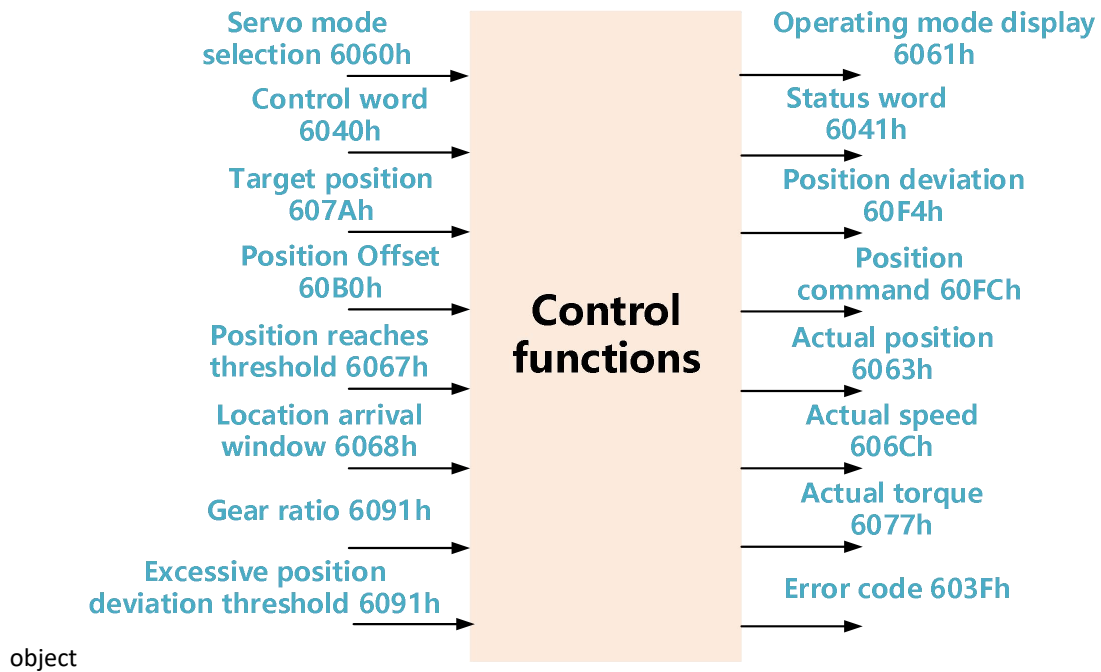 Servo mode
selection 6060h
Control word
6040h
Target position
607Ah
Position Offset
60B0h
Position reaches
threshold 6067h
Location arrival
window 6068h
Gear ratio 6091h
Excessive position
deviation threshold 6091h
Control
functions
Operating mode display
6061h
Status word
6041h
Position deviation
60F4h
Position
command 60FCh
Actual position
6063h
Actual speed
606Ch
Actual torque
6077h
Error code 603Fh
object